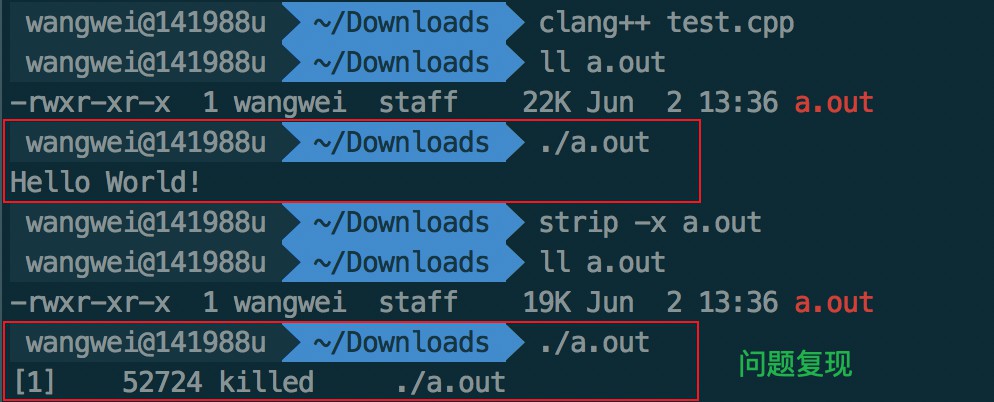 wangwei@141988u ~/Downloads clang++ test.cpp
wangwei@141988u ~/Downloads ll a.out
-rwxr-xr-x 1 wangwei staff 22K Jun 2 13:36 a.out
wangwei@141988u ~/Downloads ./a.out
Hello World!
wangwei@141988u ~/Downloads strip -x a.out
wangwei@141988u ~/Downloads ll a.out
-rwxr-xr-x 1 wangwei staff 19K Jun 2 13:36 a.out
wangwei@141988u ~/Downloads ./a.out
问题复现
[1] 52724 killed ./a.out